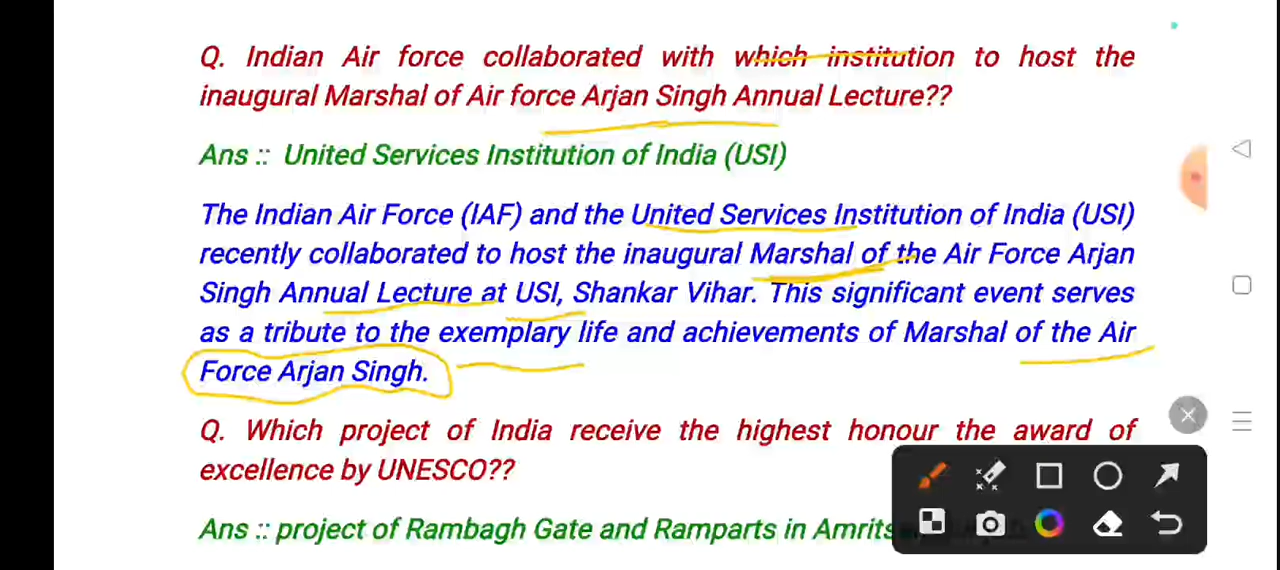 Q. Indian Air force collaborated with which institution to host the
inaugural Marshal of Air force Arjan Singh Annual Lecture??
Ans :: United Services Institution of India (USI)
The Indian Air Force (IAF) and the United Services Institution of India (USI)
recently collaborated to host the inaugural Marshal of the Air Force Arjan
Singh Annual Lecture at USI, Shankar Vihar. This significant event serves
as a tribute to the exemplary life and achievements of Marshal of the Air
Force Arjan Singh.
Q. Which project of India receive the highest honour the award of
excellence by UNESCO??
Ans :: project of Rambagh Gate and Ramparts in